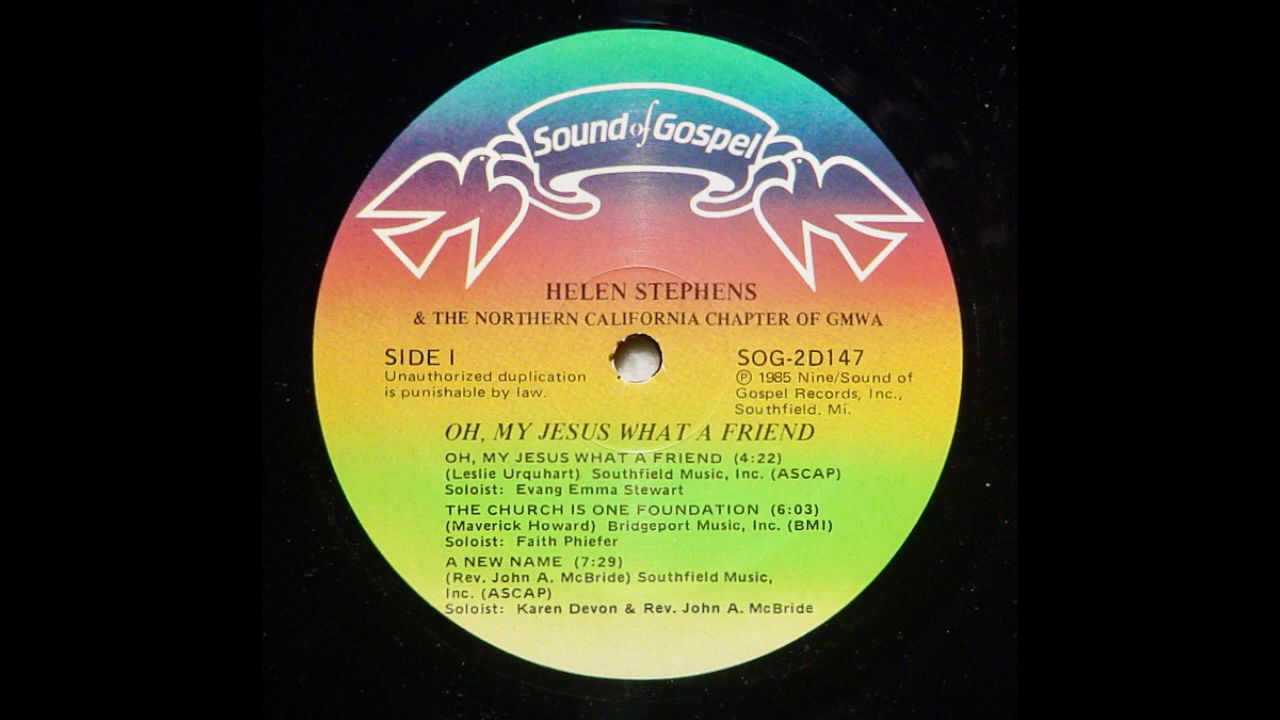 Sound of Gospel
HELEN STEPHENS
& THE NORTHERN CALIFORNIA CHAPTER OF GMWA
SIDE I
Unauthorized duplication
is punishable by law.
SOG-2D147
℗ 1985 Nine/Sound of
Gospel Records, Inc.,
Southfield. Mi.
OH, MY JESUS WHAT A FRIEND
OH, MY JESUS WHAT A FRIEND (4:22)
(Leslie Urquhart) Southfield Music, Inc. (ASCAP)
Soloist: Evang Emma Stewart
THE CHURCH IS ONE FOUNDATION (6:03)
(Maverick Howard) Bridgeport Music, Inc. (BMI)
Soloist: Faith Phiefer
A NEW NAME (7:29)
(Rev. John A. McBride) Southfield Music,
Inc. (ASCAP)
Soloist: Karen Devon & Rev. John A. McBride